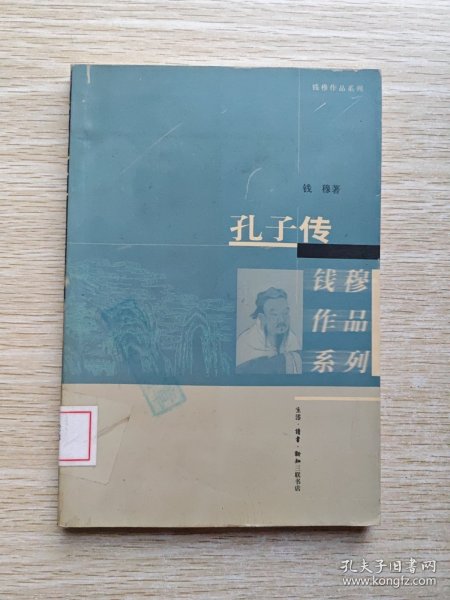 钱穆作品系列
钱 穆著
孔子传
钱穆
作品
系列
生活·读书·新知三联书店
孔夫子旧书网
www.kongfz.com